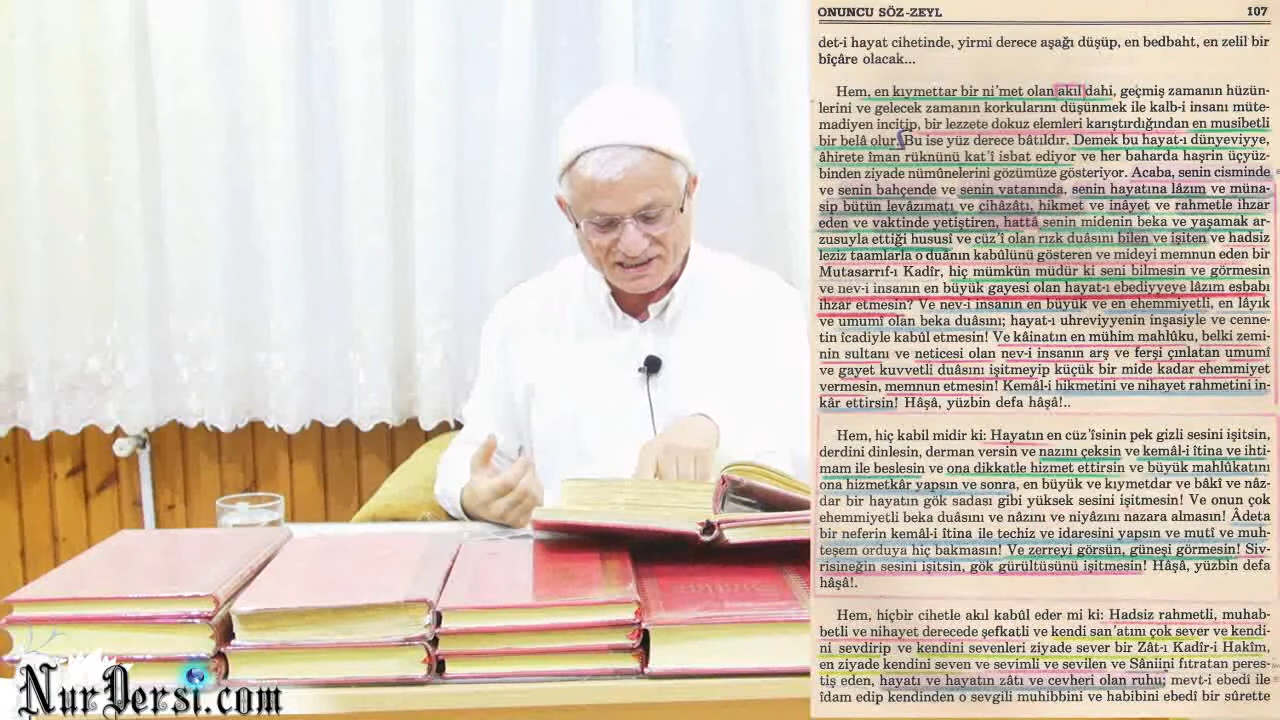 ONUNCU SÖZ-ZEYL 107
det-i hayat cihetinde, yirmi derece aşağı düşüp, en bedbaht, en zelil bir
bîçâre olacak...
Hem, en kıymettar bir ni'met olan akıl dahi, geçmiş zamanın hüzün-
lerini ve gelecek zamanın korkularını düşünmek ile kalb-i insanı müte-
madiyen incitip, bir lezzete dokuz elemleri karıştırdığından en musibetli
bir belâ olur. Bu ise yüz derece bâtıldır. Demek bu hayat-ı dünyeviyye,
âhirete îman rüknünü kat'î isbat ediyor ve her baharda haşrin üçyüz-
binden ziyade nümûnelerini gözümüze gösteriyor. Acaba, senin cisminde
ve senin bahçende ve senin vatanında, senin hayatına lâzım ve müna-
sip bütün levâzımatı ve cihâzâtı, hikmet ve inâyet ve rahmetle ihzar
eden ve vaktinde yetiştiren, hattâ senin midenin beka ve yaşamak ar-
zusuyla ettiği hususî ve cüz'î olan rızk duâsını bilen ve işiten ve hadsiz
leziz taamlarla o duânın kabûlünü gösteren ve mideyi memnun eden bir
Mutasarrıf-ı Kadîr, hiç mümkün müdür ki seni bilmesin ve görmesin
ve nev-i insanın en büyük gayesi olan hayat-ı ebediyyeye lâzım esbabı
ihzar etmesin? Ve nev-i insanın en büyük ve en ehemmiyetli, en lâyık
ve umumî olan beka duâsını; hayat-ı uhreviyyenin inşasiyle ve cenne-
tin îcadiyle kabûl etmesin! Ve kâinatın en mühim mahlûku, belki zemi-
nin sultanı ve neticesi olan nev-i insanın arş ve ferşi çınlatan umumî
ve gayet kuvvetli duâsını işitmeyip küçük bir mide kadar ehemmiyet
vermesin, memnun etmesin! Kemâl-i hikmetini ve nihayet rahmetini in-
kâr ettirsin! Hâşâ, yüzbin defa hâşâ!..
Hem, hiç kabil midir ki: Hayatın en cüz'îsinin pek gizli sesini işitsin,
derdini dinlesin, derman versin ve nazını çeksin ve kemâl-i îtina ve ihti-
mam ile beslesin ve ona dikkatle hizmet ettirsin ve büyük mahlûkatını
ona hizmetkâr yapsın ve sonra, en büyük ve kıymetdar ve bâkî ve nâz-
dar bir hayatın gök sadası gibi yüksek sesini işitmesin! Ve onun çok
ehemmiyetli beka duâsını ve nâzını ve niyâzını nazara almasın! Âdeta
bir neferin kemâl-i îtina ile techiz ve idaresini yapsın ve mutî ve muh-
teşem orduya hiç bakmasın! Ve zerreyi görsün, güneşi görmesin! Siv-
risineğin sesini işitsin, gök gürültüsünü işitmesin! Hâşâ, yüzbin defa
hâşâ!.
Hem, hiçbir cihetle akıl kabûl eder mi ki: Hadsiz rahmetli, muhab-
betli ve nihayet derecede şefkatli ve kendi san'atını çok sever ve kendi-
ni sevdirip ve kendini sevenleri ziyade sever bir Zât-ı Kadîr-i Hakîm,
en ziyade kendini seven ve sevimli ve sevilen ve Sâniini fıtratan peres-
tiş eden, hayatı ve hayatın zâtı ve cevheri olan ruhu; mevt-i ebedî ile
îdam edip kendinden o sevgili muhibbini ve habibini ebedî bir sûrette
NurDersi.com